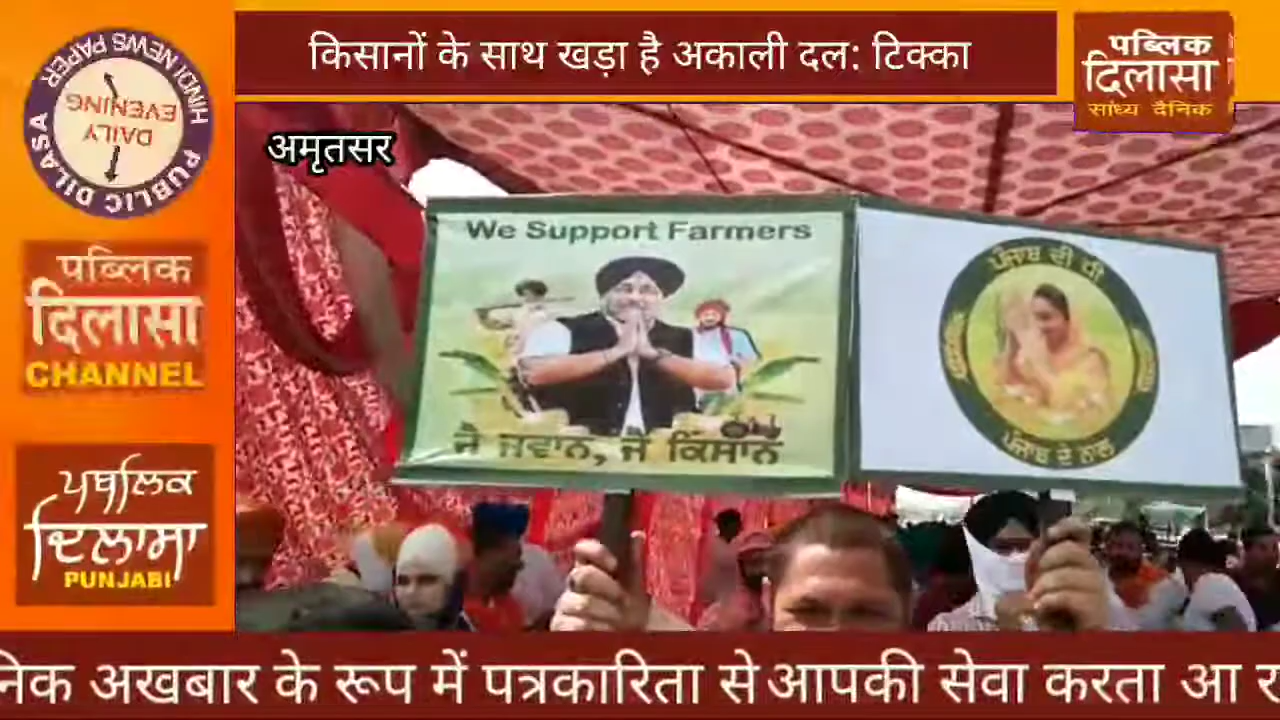 किसानों के साथ खड़ा है अकाली दल: टिक्का
पब्लिक
दिलासा
सांध्य दैनिक
PUBLIC DILASA
HINDI NEWS PAPER
DAILY
EVENING
अमृतसर
We Support Farmers
ਜੈ ਜਵਾਨ, ਜੈ ਕਿਸਾਨ
ਪੰਜਾਬ ਦੀ ਧੀ
ਪੰਜਾਬ ਦੇ ਨਾਲ
पब्लिक
दिलासा
CHANNEL
ਪਬਲਿਕ
ਦਿਲਾਸਾ
PUNJABI
निक अखबार के रूप में पत्रकारिता से आपकी सेवा करता आ र